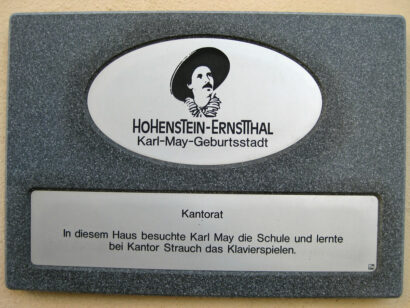 HOHENSTEIN-ERNSTTHAL
Karl-May-Geburtsstadt
Kantorat
In diesem Haus besuchte Karl May die Schule und lernte
bei Kantor Strauch das Klavierspielen.